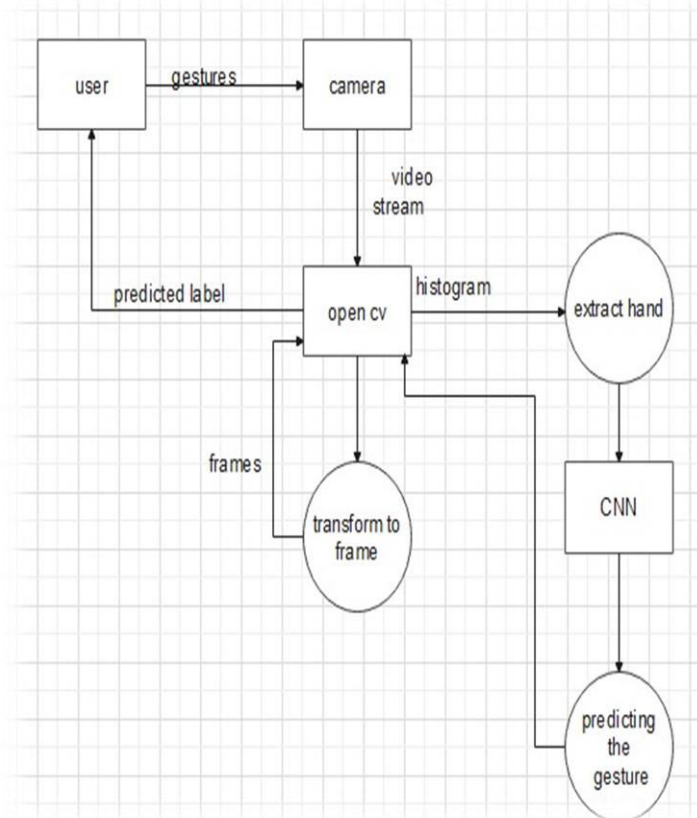 user
gestures
camera
video
stream
predicted label
open cv
histogram
extract hand
frames
transform to
frame
CNN
predicting
the
gesture